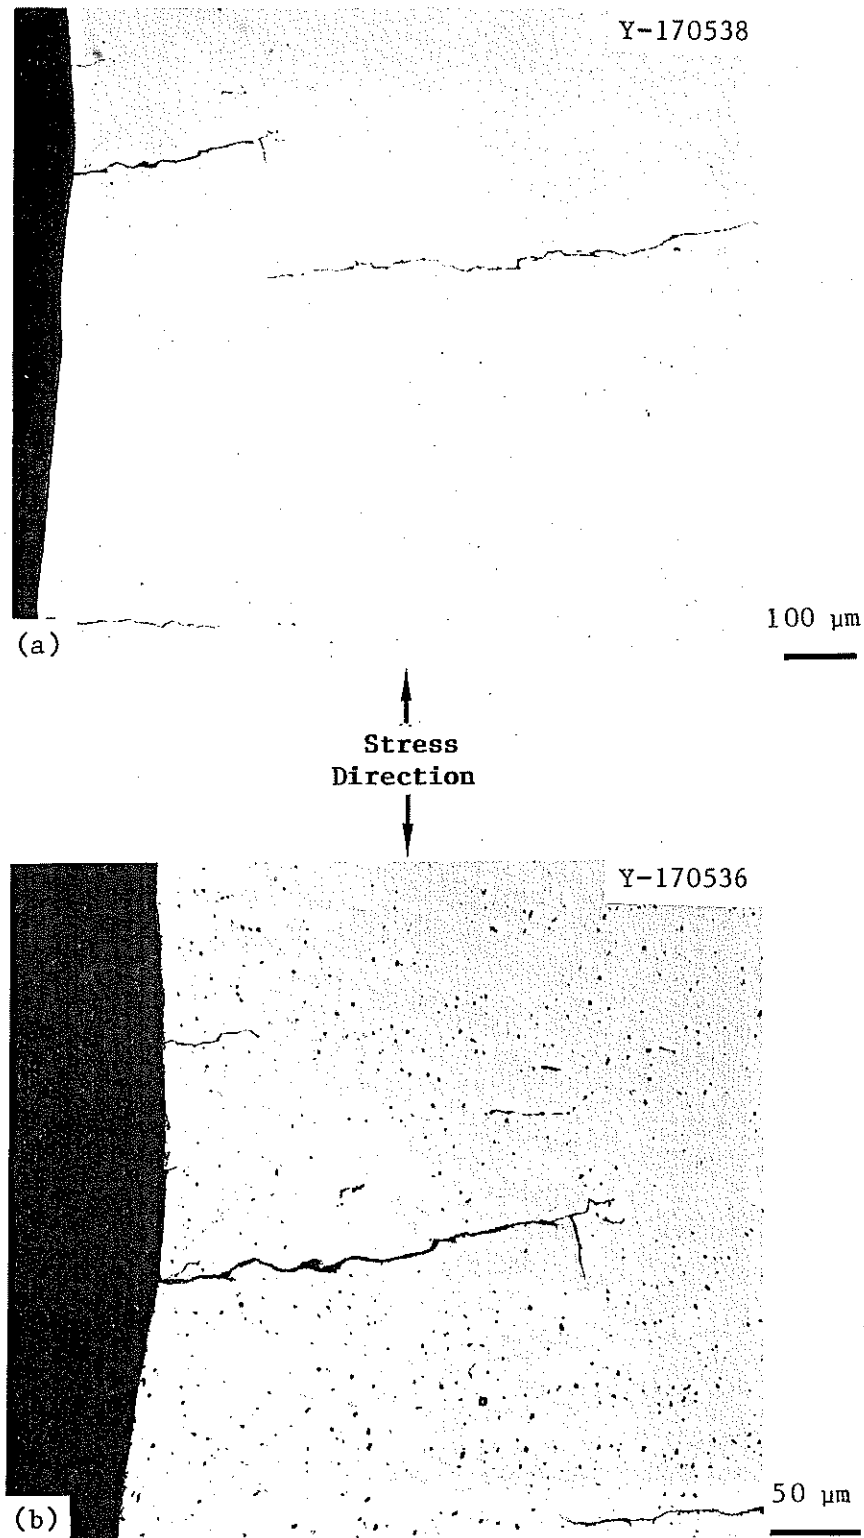 Y-170538
100 μm
(a)
Stress
Direction
Y-170536
50 μm
(b)